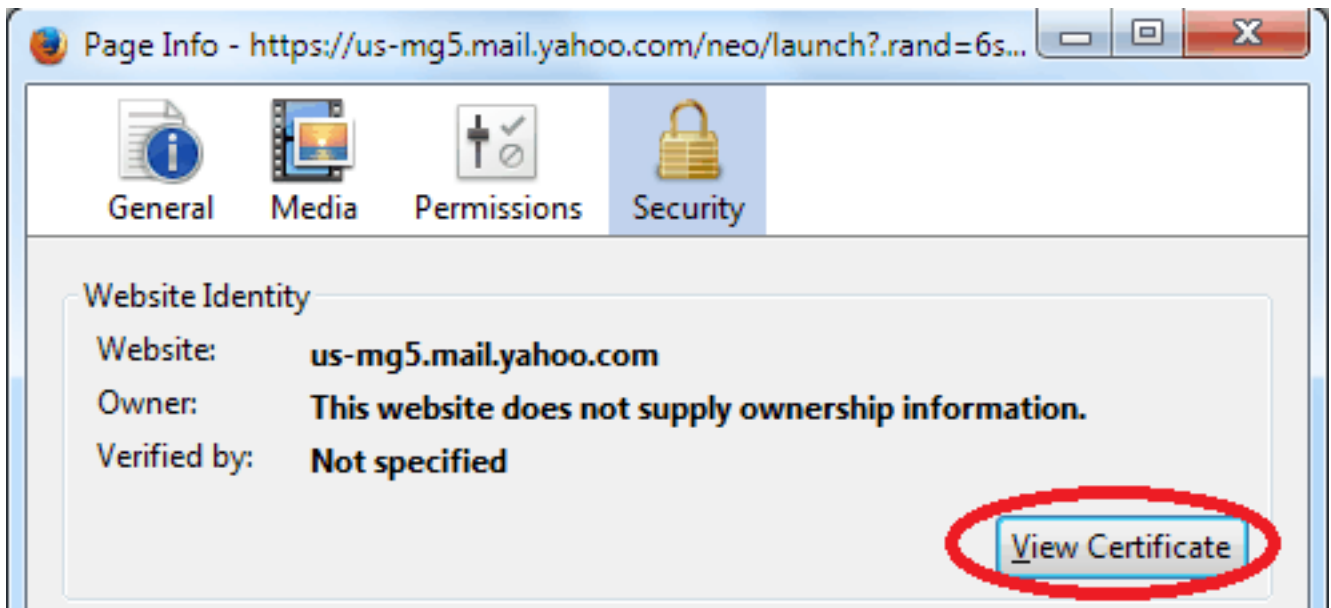 Page Info - https://us-mg5.mail.yahoo.com/neo/launch?.rand=6s...
General Media Permissions Security
Website Identity
Website: us-mg5.mail.yahoo.com
Owner: This website does not supply ownership information.
Verified by: Not specified
View Certificate